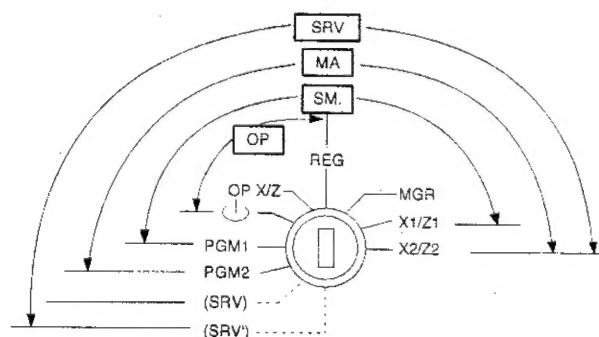 SRV
MA
SM.
OP
REG
OP X/Z
MGR
X1/Z1
PGM1
X2/Z2
PGM2
(SRV)
(SRV')